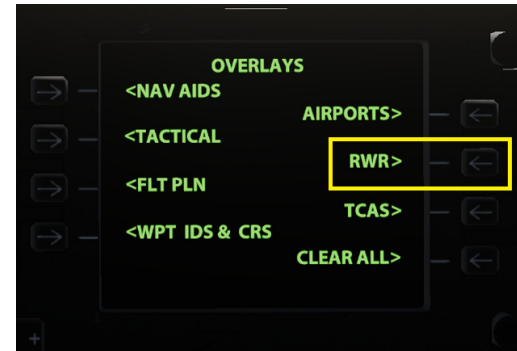 OVERLAYS
<NAV AIDS
AIRPORTS>
<TACTICAL
RWR>
<FLT PLN
TCAS>
<WPT IDS & CRS
CLEAR ALL>
+